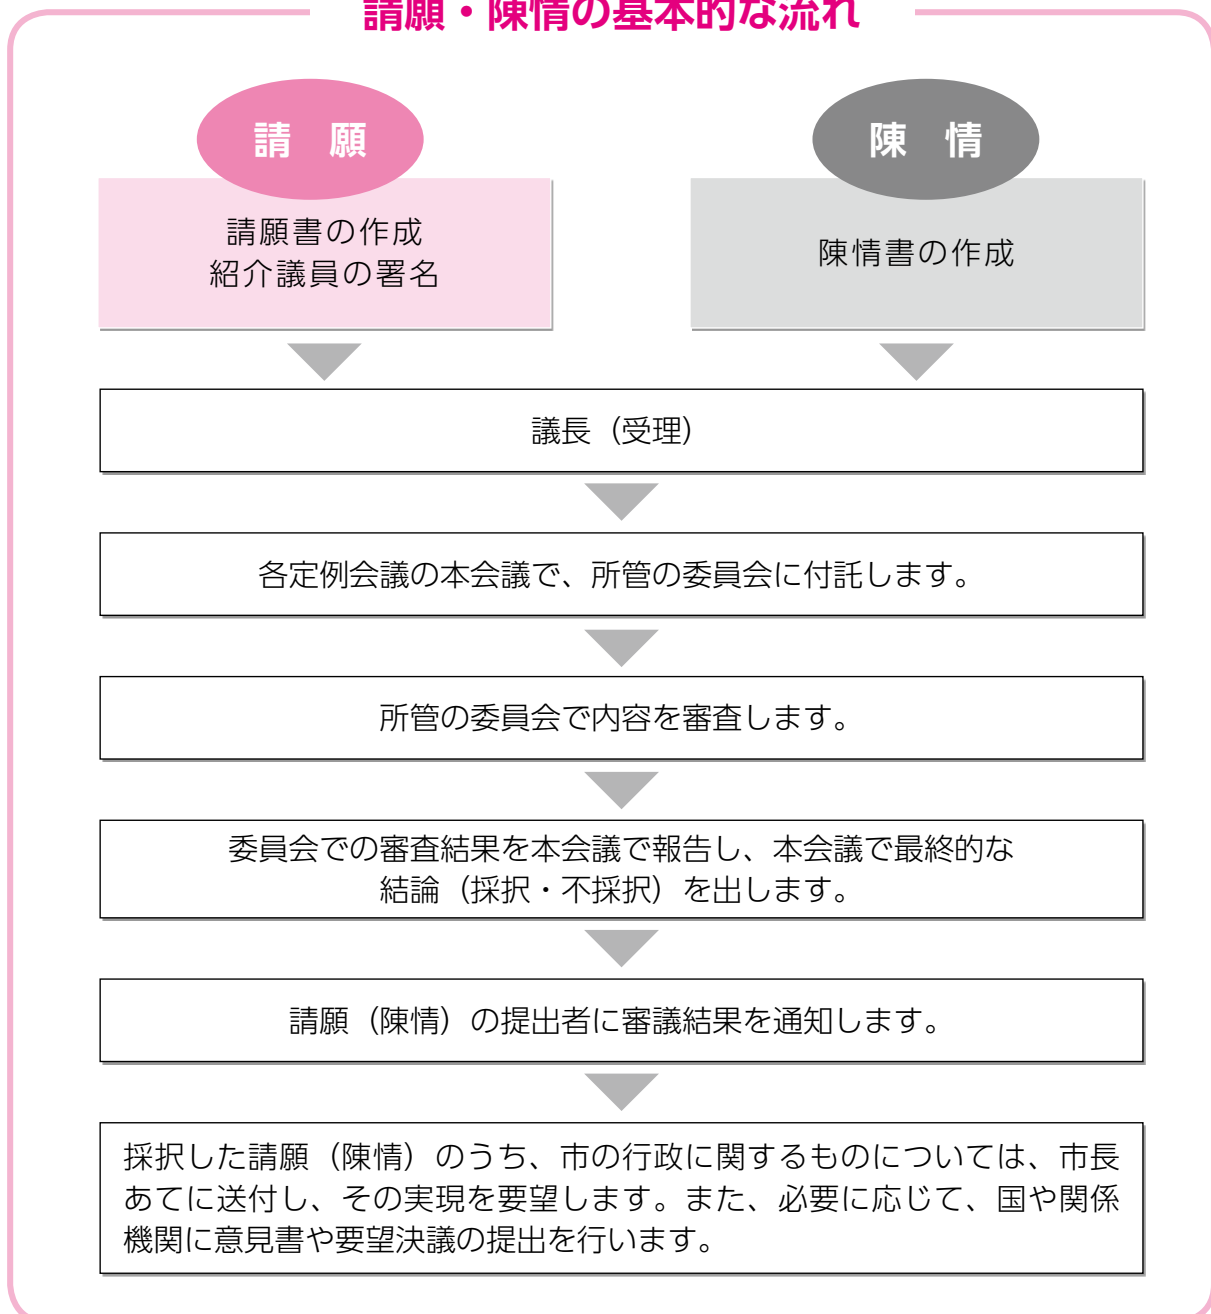 請願・陳情の基本的な流れ
請　願
陳　情
請願書の作成
紹介議員の署名
陳情書の作成
議長（受理）
各定例会議の本会議で、所管の委員会に付託します。
所管の委員会で内容を審査します。
委員会での審査結果を本会議で報告し、本会議で最終的な
結論（採択・不採択）を出します。
請願（陳情）の提出者に審議結果を通知します。
採択した請願（陳情）のうち、市の行政に関するものについては、市長
あてに送付し、その実現を要望します。また、必要に応じて、国や関係
機関に意見書や要望決議の提出を行います。